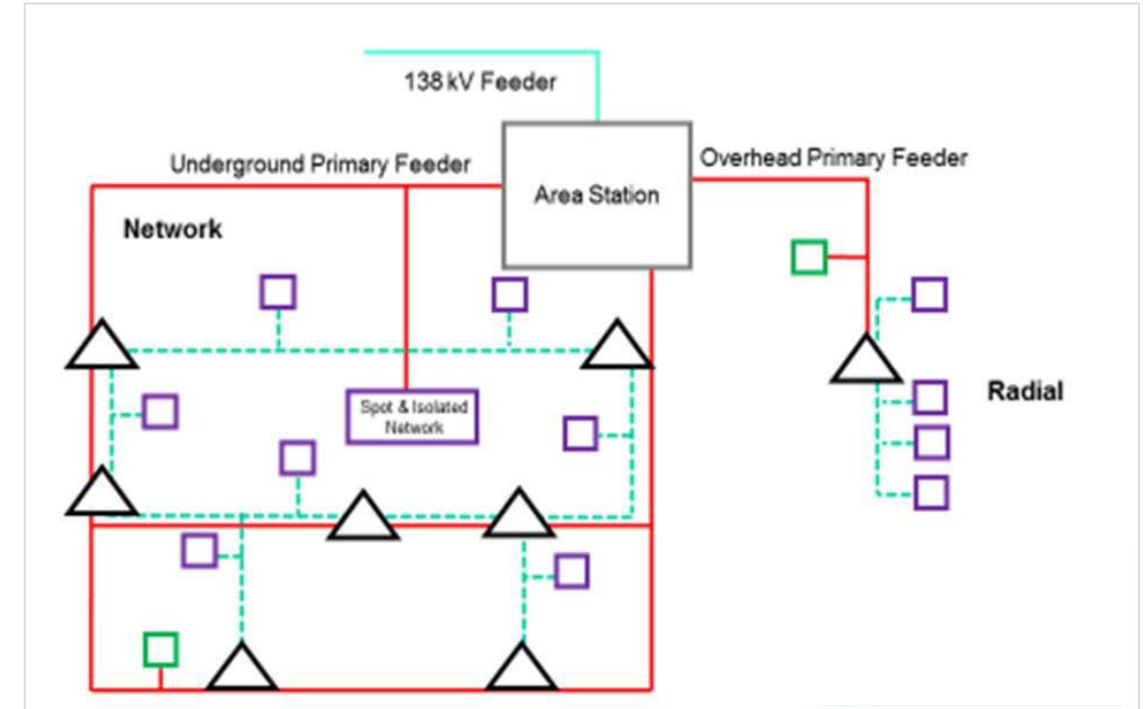 138 kV Feeder
Underground Primary Feeder
Overhead Primary Feeder
Area Station
Network
Spot & Isolated
Network
Radial